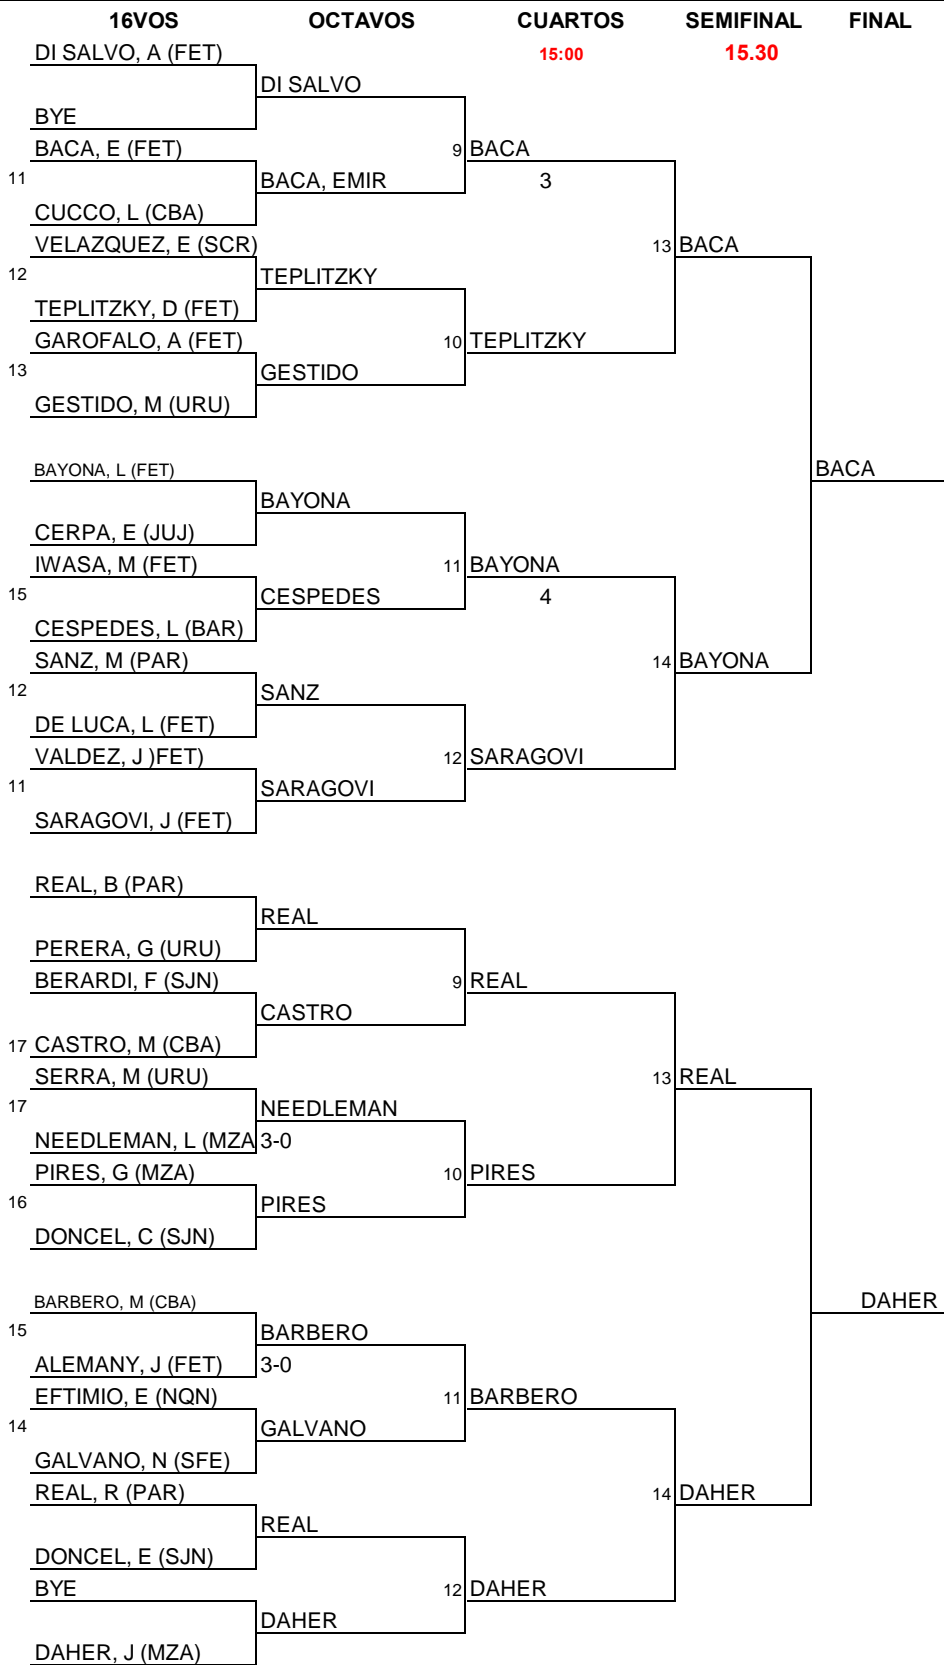 16VOS OCTAVOS CUARTOS SEMIFINAL FINAL
DI SALVO, A (FET) 15:00 15.30
DI SALVO
BYE
BACA, E (FET) 9 BACA
11 BACA, EMIR 3
CUCCO, L (CBA)
VELAZQUEZ, E (SCR) 13 BACA
12 TEPLITZKY
TEPLITZKY, D (FET)
GAROFALO, A (FET) 10 TEPLITZKY
13 GESTIDO
GESTIDO, M (URU)
BAYONA, L (FET) BACA
BAYONA
CERPA, E (JUJ)
IWASA, M (FET) 11 BAYONA
15 CESPEDES 4
CESPEDES, L (BAR)
SANZ, M (PAR) 14 BAYONA
12 SANZ
DE LUCA, L (FET)
VALDEZ, J )FET) 12 SARAGOVI
11 SARAGOVI
SARAGOVI, J (FET)
REAL, B (PAR)
REAL
PERERA, G (URU)
BERARDI, F (SJN) 9 REAL
CASTRO
17 CASTRO, M (CBA)
SERRA, M (URU) 13 REAL
17 NEEDLEMAN
NEEDLEMAN, L (MZA 3-0
PIRES, G (MZA) 10 PIRES
16 PIRES
DONCEL, C (SJN)
BARBERO, M (CBA) DAHER
15 BARBERO
ALEMANY, J (FET) 3-0
EFTIMIO, E (NQN) 11 BARBERO
14 GALVANO
GALVANO, N (SFE)
REAL, R (PAR) 14 DAHER
REAL
DONCEL, E (SJN)
BYE 12 DAHER
DAHER
DAHER, J (MZA)